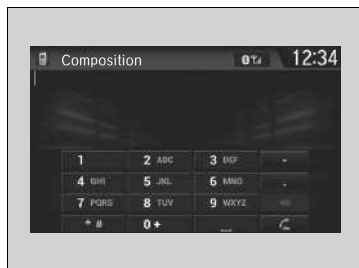 Composition 12:34
1 2 ABC 3 DEF -
4 GHI 5 JKL 6 MNO .
7 PQRS 8 TUV 9 WXYZ
* # 0 + _